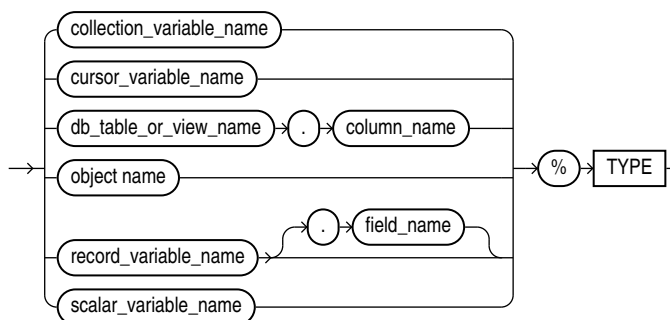 collection_variable_name
cursor_variable_name
db_table_or_view_name . column_name
object name
% TYPE
. field_name
record_variable_name
scalar_variable_name